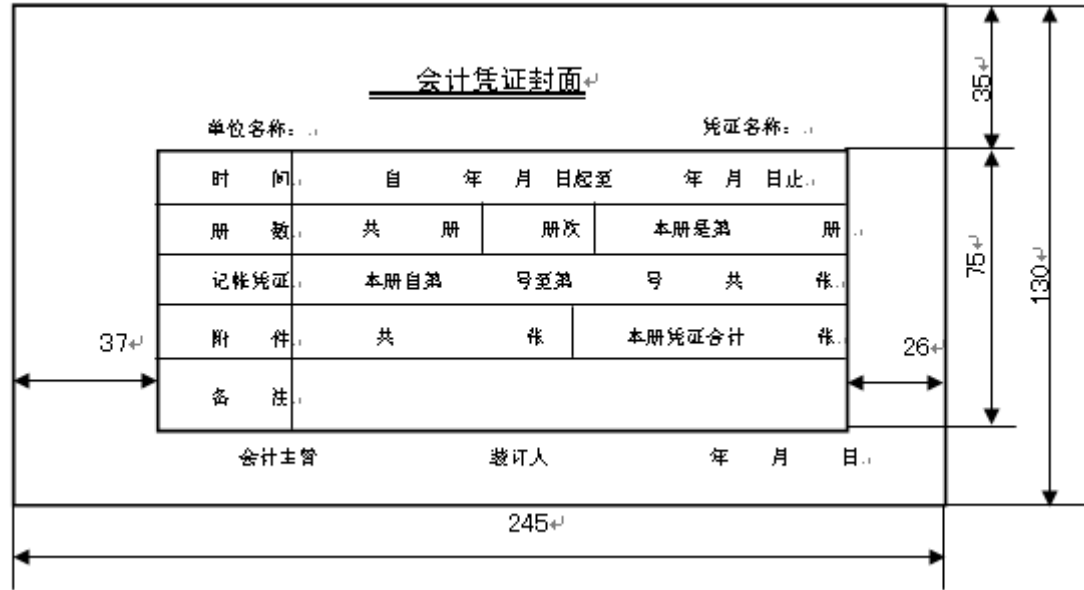 会计凭证封面
35
单位名称： 凭证名称：
时 间 自 年 月 日起至 年 月 日止
册 数 共 册 册次 本册是第 册
75
130
记帐凭证 本册自第 号至第 号 共 张
附 件 共 张 本册凭证合计 张
37
26
备 注
会计主管 装订人 年 月 日
245